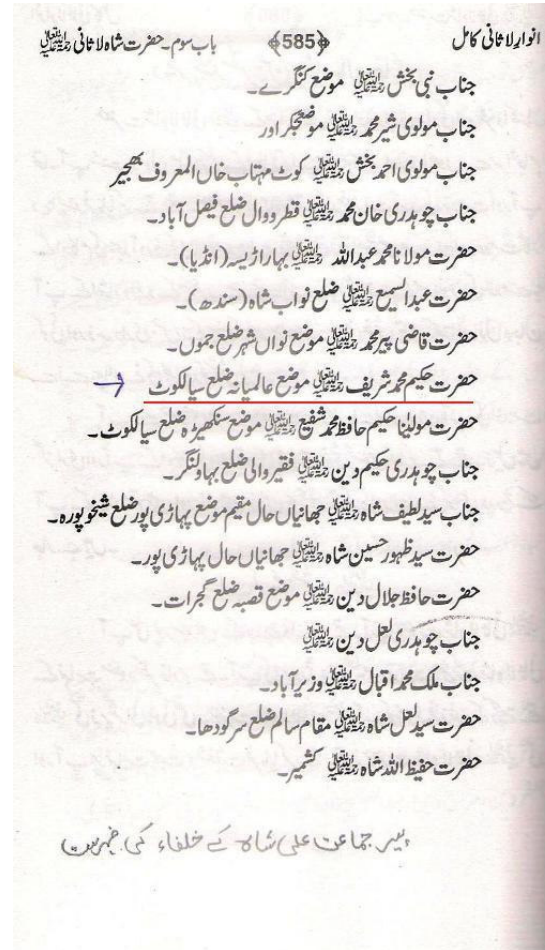 انوارِ لاثانی کامل ﴿585﴾ باب سوم۔ حضرت شاہ لاثانی رحمۃ اللہ علیہ
جناب نبی بخش رحمۃ اللہ علیہ موضع کنگرے۔
جناب مولوی شیر محمد رحمۃ اللہ علیہ موضع جکراور
جناب مولوی احمد بخش رحمۃ اللہ علیہ کوٹ مہتاب خاں المعروف بھجیر
جناب چوہدری خان محمد رحمۃ اللہ علیہ قطرووال ضلع فیصل آباد۔
حضرت مولانا محمد عبداللہ رحمۃ اللہ علیہ بہار اڑیسہ (انڈیا)۔
حضرت عبدالسمیع رحمۃ اللہ علیہ ضلع نواب شاہ (سندھ)۔
حضرت قاضی پیر محمد رحمۃ اللہ علیہ موضع نواں شہر ضلع جموں۔
حضرت حکیم محمد شریف رحمۃ اللہ علیہ موضع عالمیانہ ضلع سیالکوٹ
حضرت مولیٰنا حکیم حافظ محمد شفیع رحمۃ اللہ علیہ موضع سنکھیڑہ ضلع سیالکوٹ۔
جناب چوہدری حکیم دین رحمۃ اللہ علیہ فقیر والی ضلع بہاولنگر۔
جناب سید لطیف شاہ رحمۃ اللہ علیہ جھانیاں حال مقیم موضع پہاڑی پور ضلع شیخوپورہ۔
حضرت سید ظہور حسین شاہ رحمۃ اللہ علیہ جھانیاں حال پہاڑی پور۔
حضرت حافظ جلال دین رحمۃ اللہ علیہ موضع قصبہ ضلع گجرات۔
جناب چوہدری لعل دین رحمۃ اللہ علیہ
جناب ملک محمد اقبال رحمۃ اللہ علیہ وزیر آباد۔
حضرت سید لعل شاہ رحمۃ اللہ علیہ مقام سالم ضلع سرگودھا۔
حضرت حفیظ اللہ شاہ رحمۃ اللہ علیہ کشمیر۔
پیر جماعت علی شاہ کے خلفاء کی فہرست